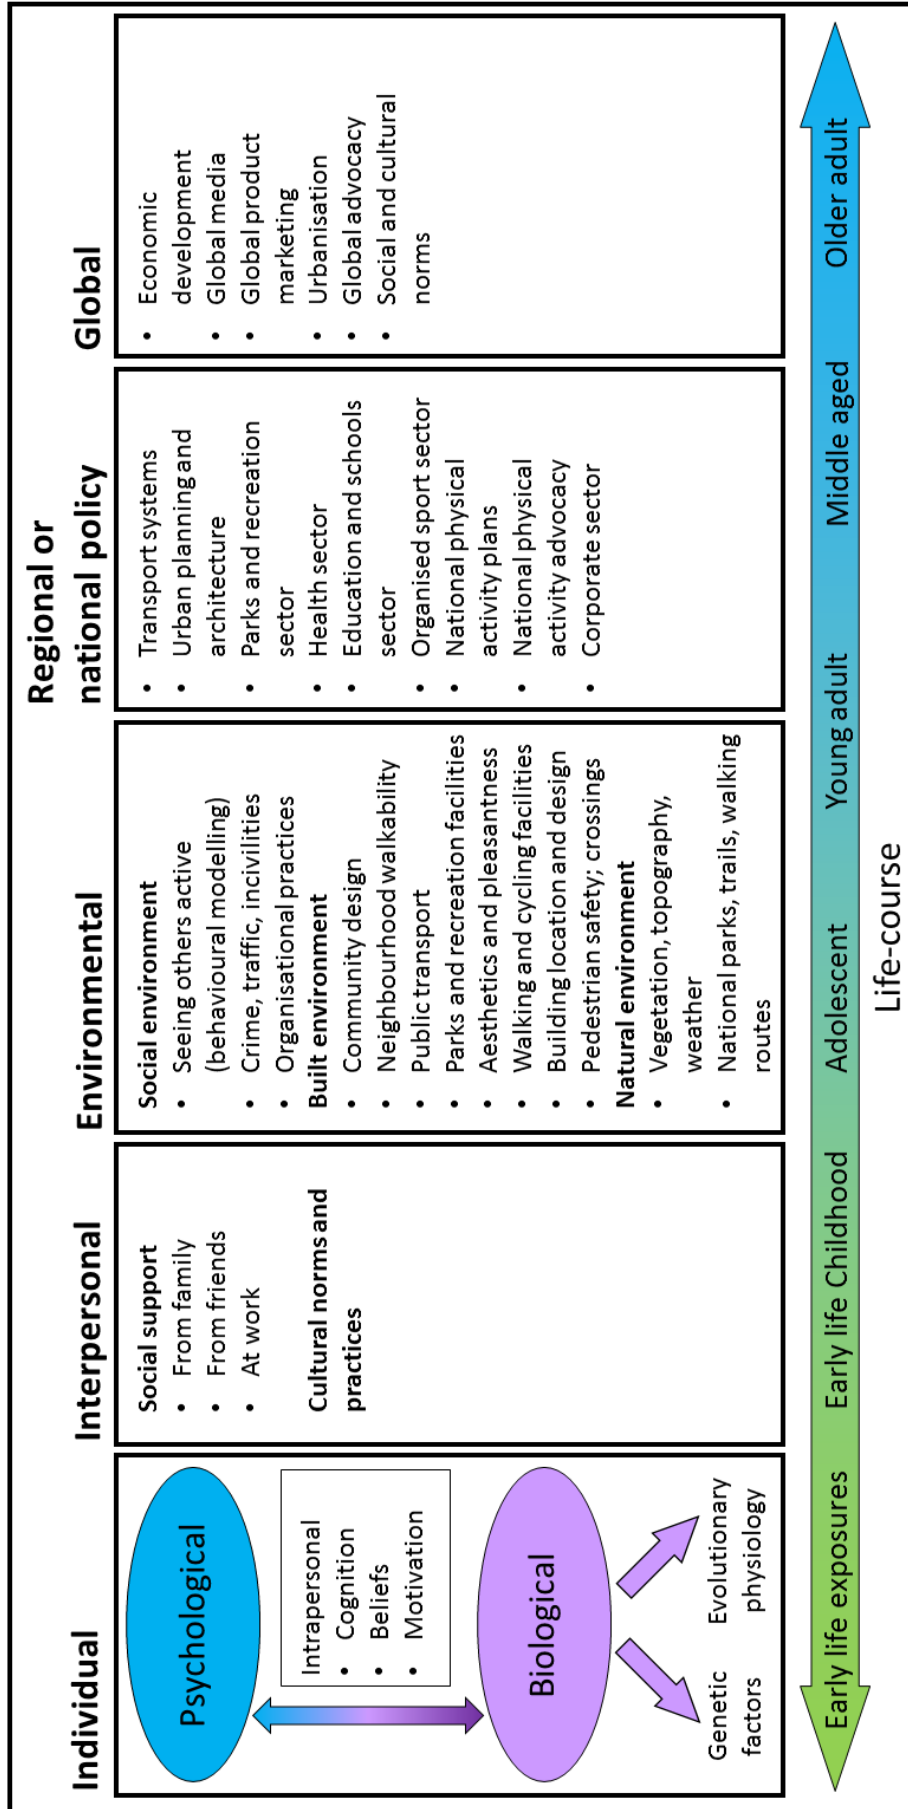 Individual
Psychological
Intrapersonal
• Cognition
• Beliefs
• Motivation
Biological
Genetic
factors
Evolutionary
physiology
Interpersonal
Social support
• From family
• From friends
• At work
Cultural norms and
practices
Environmental
Social environment
• Seeing others active
(behavioural modelling)
• Crime, traffic, incivilities
• Organisational practices
Built environment
• Community design
• Neighbourhood walkability
• Public transport
• Parks and recreation facilities
• Aesthetics and pleasantness
• Walking and cycling facilities
• Building location and design
• Pedestrian safety; crossings
Natural environment
• Vegetation, topography,
weather
• National parks, trails, walking
routes
Regional or
national policy
• Transport systems
• Urban planning and
architecture
• Parks and recreation
sector
• Health sector
• Education and schools
sector
• Organised sport sector
• National physical
activity plans
• National physical
activity advocacy
• Corporate sector
Global
• Economic
development
• Global media
• Global product
marketing
• Urbanisation
• Global advocacy
• Social and cultural
norms
Early life exposures
Early life Childhood
Adolescent
Young adult
Middle aged
Older adult
Life-course